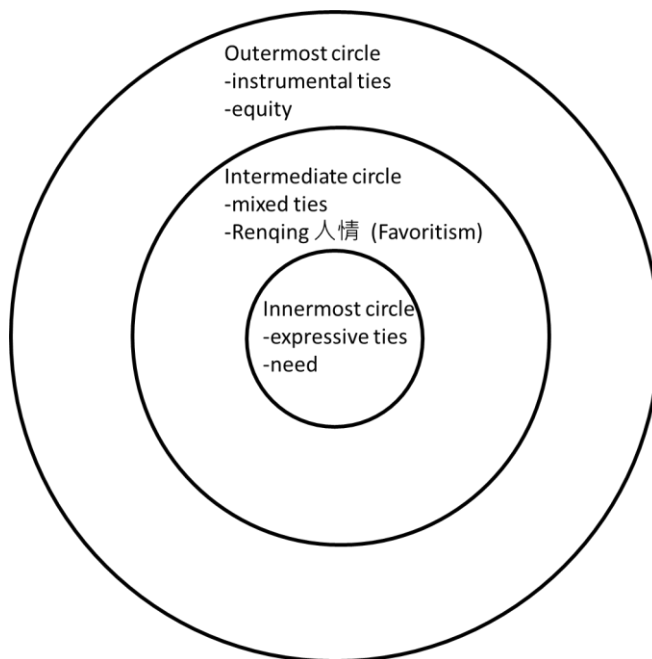 Outermost circle
-instrumental ties
-equity
Intermediate circle
-mixed ties
-Renqing 人情 (Favoritism)
Innermost circle
-expressive ties
-need